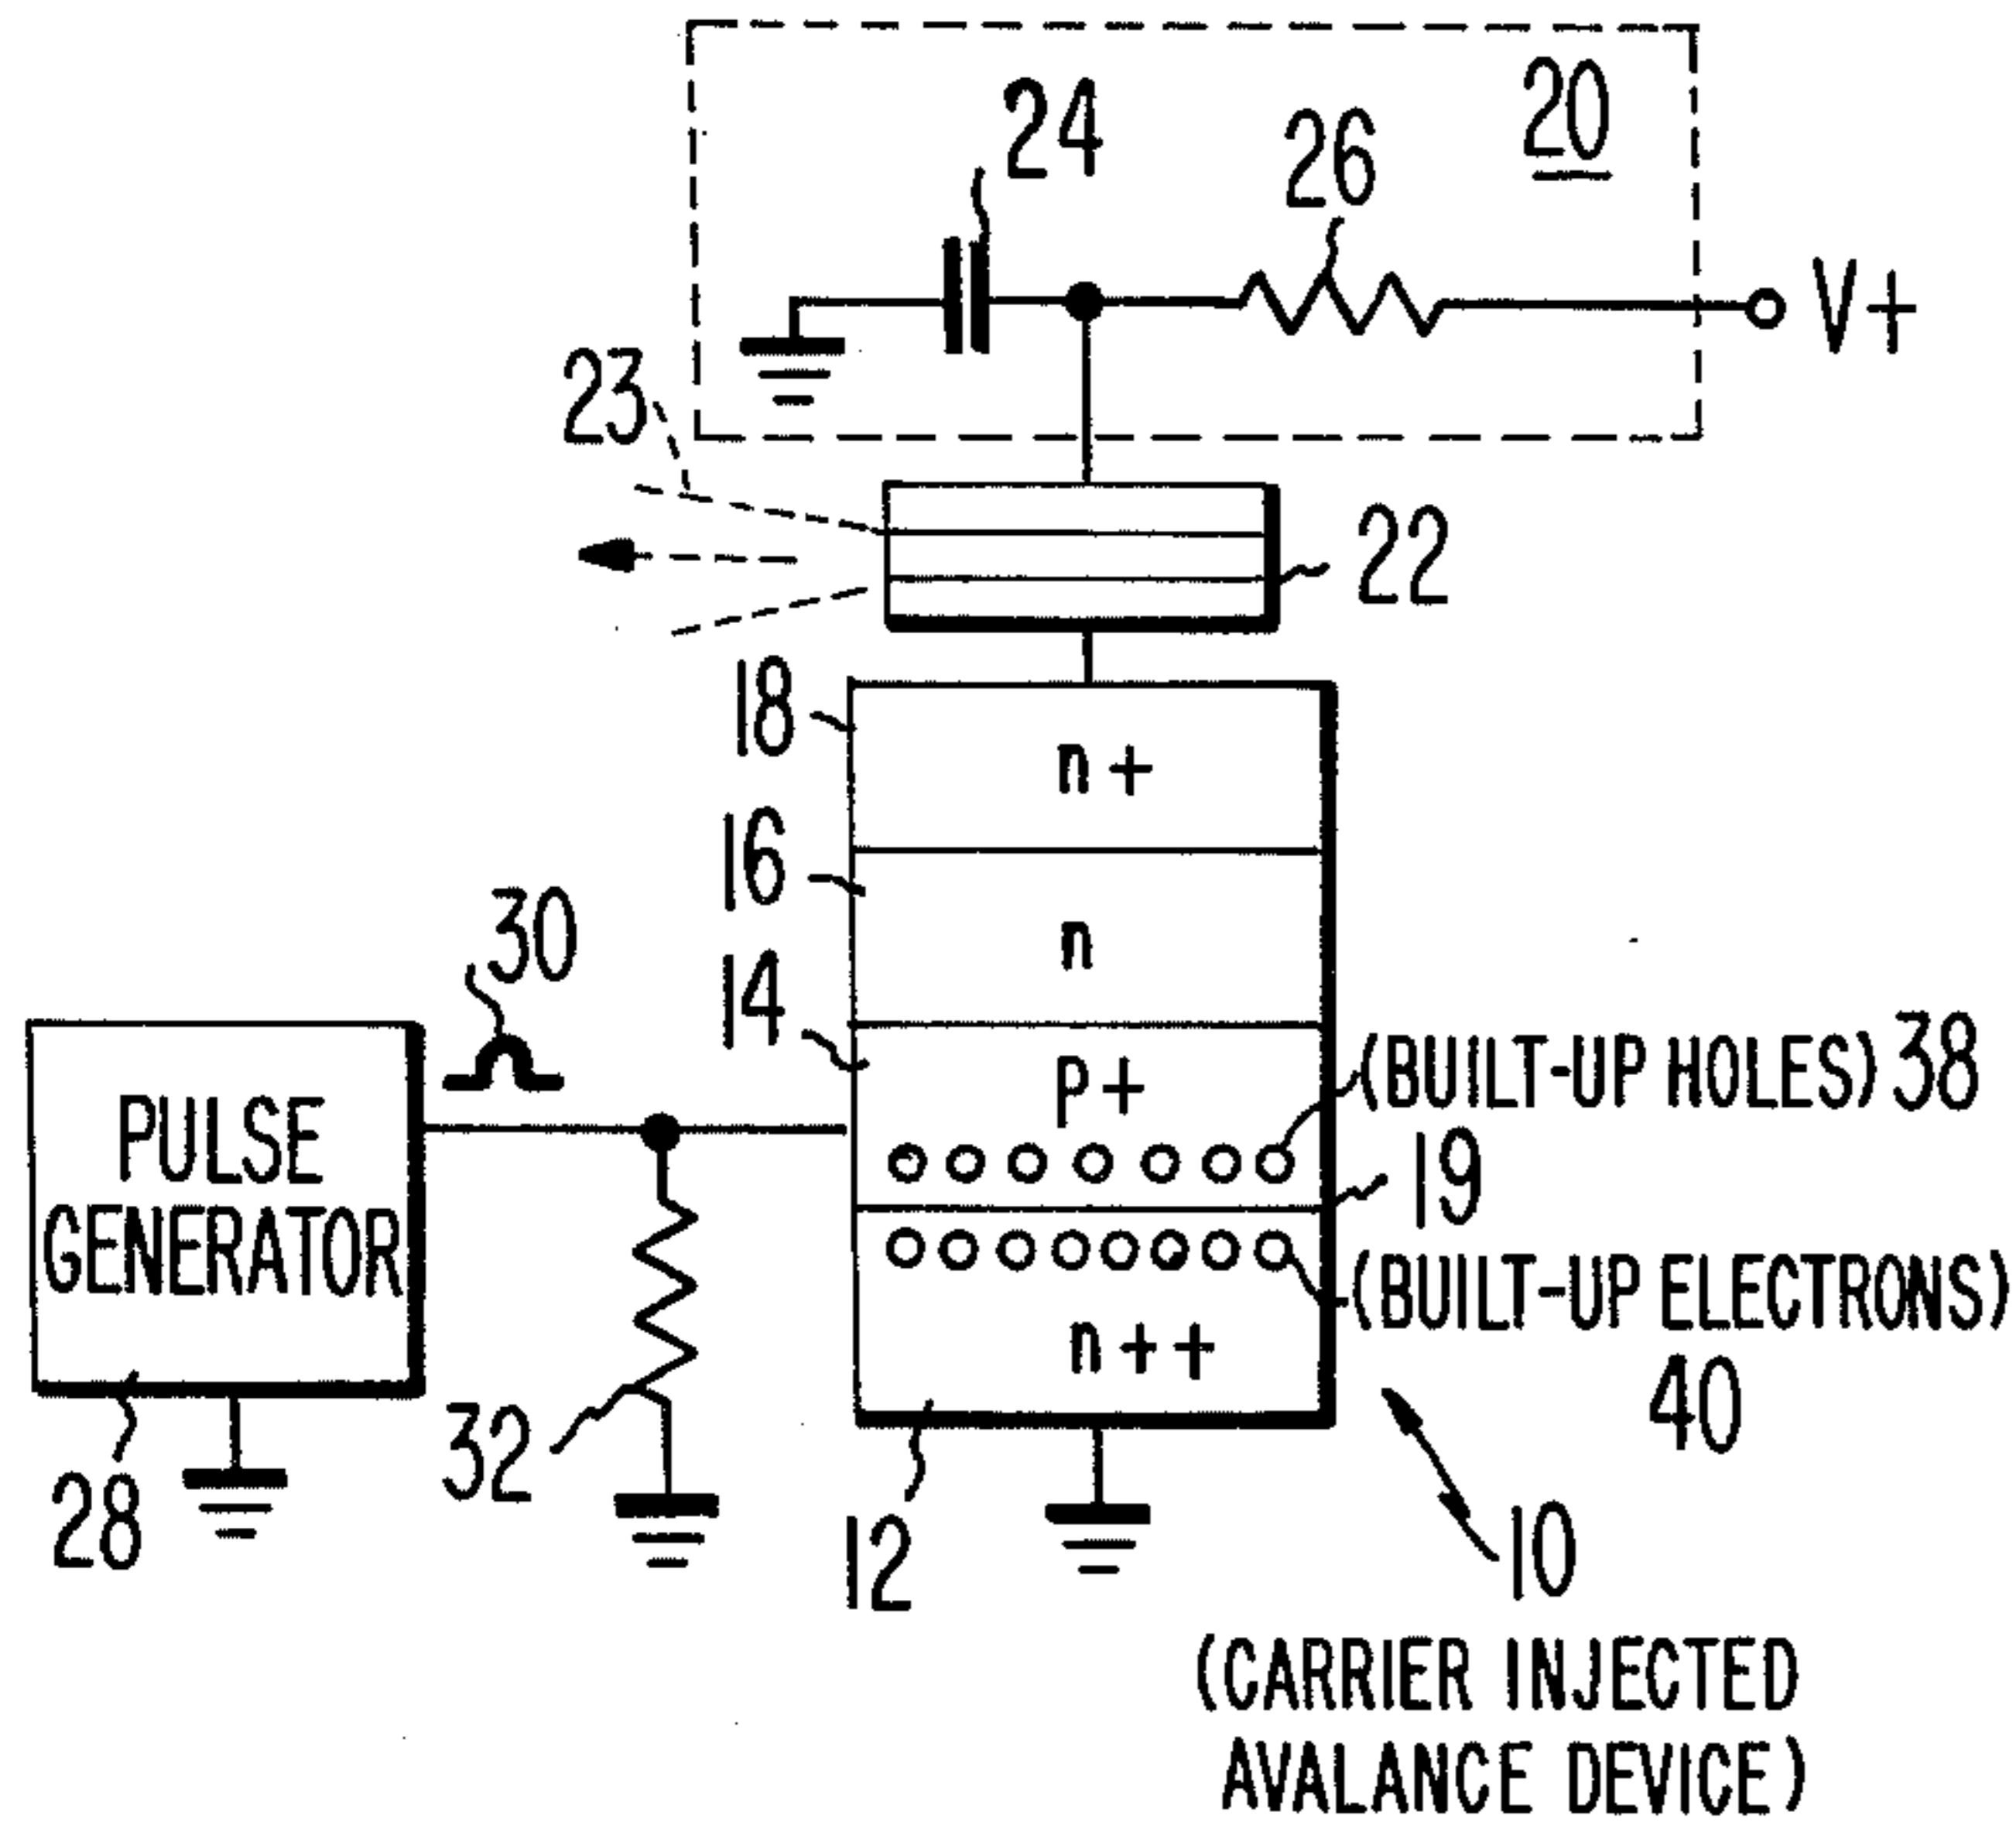 20
24
26
V+
23
22
18
n+
16
n
30
14
p+
(BUILT-UP HOLES) 38
19
PULSE
GENERATOR
(BUILT-UP ELECTRONS)
40
n++
32
28
12
10
(CARRIER INJECTED
AVALANCE DEVICE)